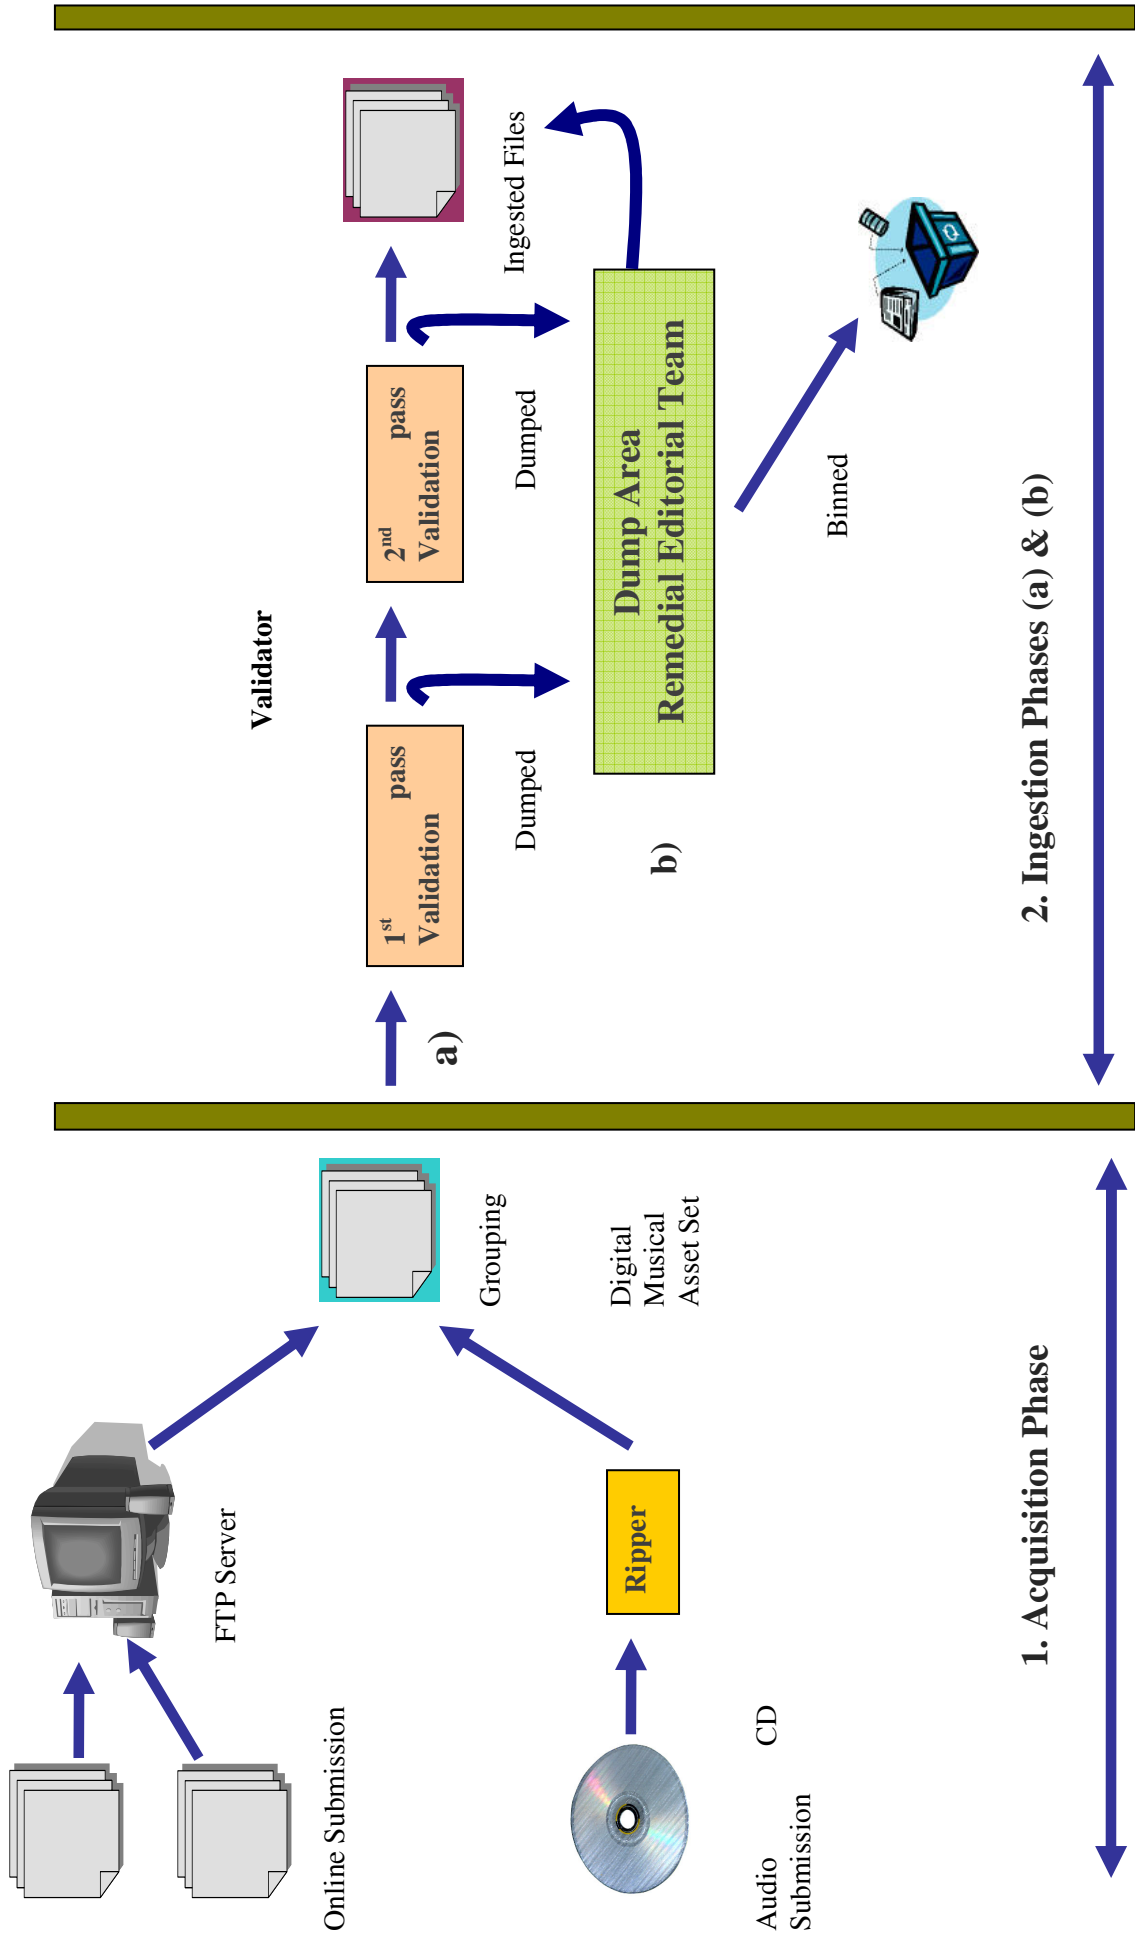 Online Submission
FTP Server
Audio CD
Submission
Ripper
Grouping
Digital
Musical
Asset Set
1. Acquisition Phase
Validator
a)
1st pass
Validation
Dumped
2nd pass
Validation
Dumped
Ingested Files
b)
Dump Area
Remedial Editorial Team
Binned
2. Ingestion Phases (a) & (b)